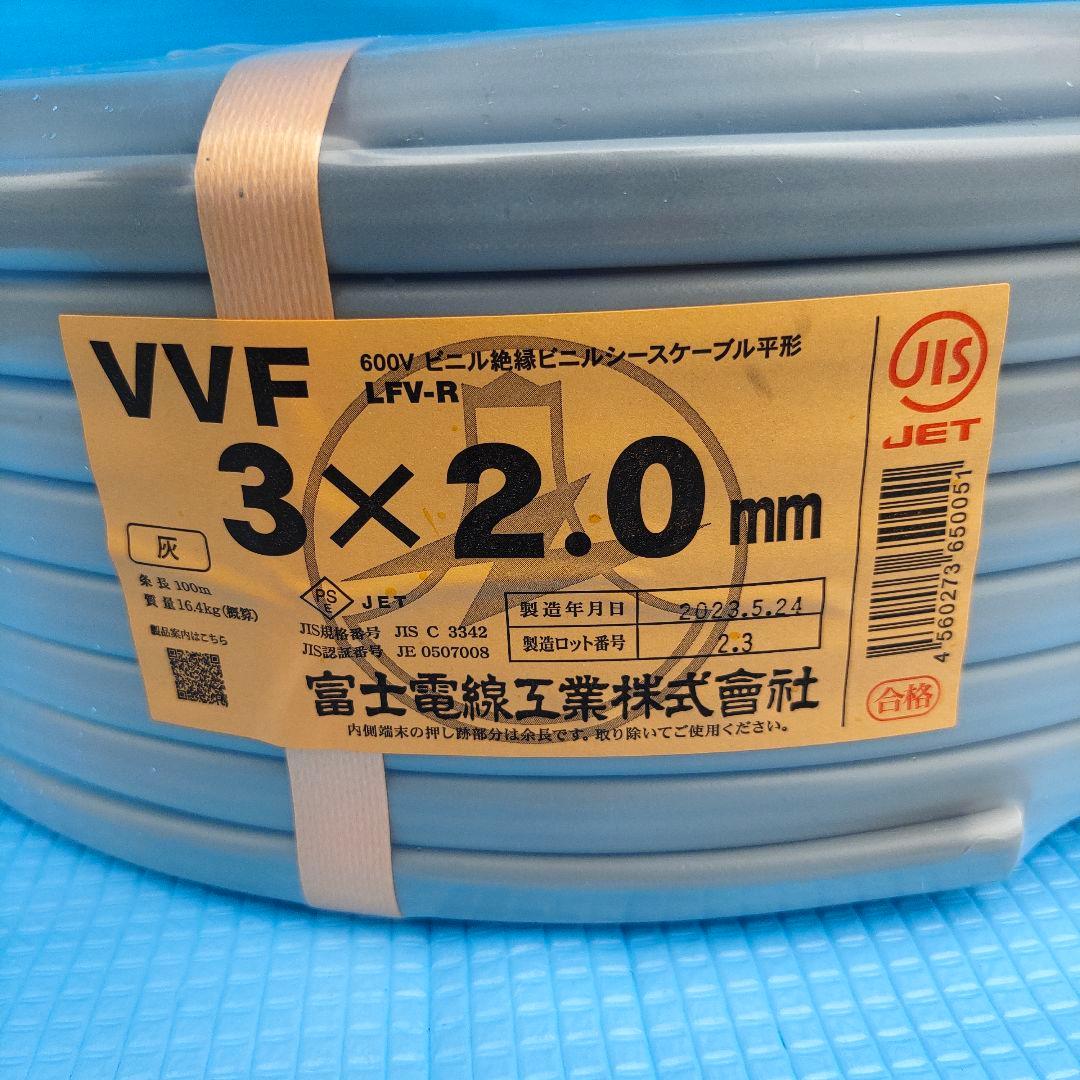 VVF
600V ビニル絶縁ビニルシースケーブル平形
LFV-R
3×2.0mm
灰
条長 100m
質量 16.4kg(概算)
製品案内はこちら
PS
E
JET
JIS規格番号 JIS C 3342
JIS認証番号 JE 0507008
製造年月日 2023.5.24
製造ロット番号 2.3
富士電線工業株式會社
内側端末の押し跡部分は余長です。取り除いてご使用ください。
JIS
JET
4560273650051
合格